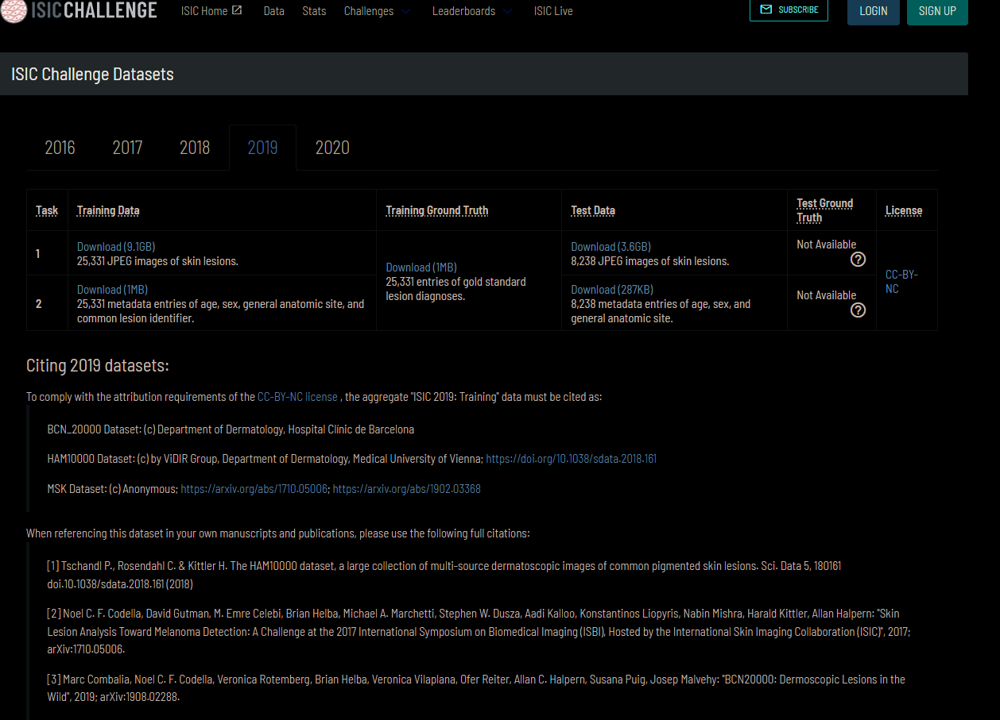 ISICCHALLENGE
ISIC Home
Data
Stats
Challenges
Leaderboards
ISIC Live
SUBSCRIBE
LOGIN
SIGN UP
ISIC Challenge Datasets
2016
2017
2018
2019
2020
Task
Training Data
Training Ground Truth
Test Data
Test Ground
Truth
License
1
Download (9.1GB)
25,331 JPEG images of skin lesions.
Download (1MB)
25,331 entries of gold standard
lesion diagnoses.
Download (3.6GB)
8,238 JPEG images of skin lesions.
Not Available
?
CC-BY-
NC
2
Download (1MB)
25,331 metadata entries of age, sex, general anatomic site, and
common lesion identifier.
Download (287KB)
8,238 metadata entries of age, sex, and
general anatomic site.
Not Available
?
Citing 2019 datasets:
To comply with the attribution requirements of the CC-BY-NC license , the aggregate "ISIC 2019: Training" data must be cited as:
BCN_20000 Dataset: (c) Department of Dermatology, Hospital Clínic de Barcelona
HAM10000 Dataset: (c) by ViDIR Group, Department of Dermatology, Medical University of Vienna; https://doi.org/10.1038/sdata.2018.161
MSK Dataset: (c) Anonymous; https://arxiv.org/abs/1710.05006; https://arxiv.org/abs/1902.03368
When referencing this dataset in your own manuscripts and publications, please use the following full citations:
[1] Tschandl P., Rosendahl C. & Kittler H. The HAM10000 dataset, a large collection of multi-source dermatoscopic images of common pigmented skin lesions. Sci. Data 5, 180161
doi.10.1038/sdata.2018.161 (2018)
[2] Noel C. F. Codella, David Gutman, M. Emre Celebi, Brian Helba, Michael A. Marchetti, Stephen W. Dusza, Aadi Kalloo, Konstantinos Liopyris, Nabin Mishra, Harald Kittler, Allan Halpern: "Skin
Lesion Analysis Toward Melanoma Detection: A Challenge at the 2017 International Symposium on Biomedical Imaging (ISBI), Hosted by the International Skin Imaging Collaboration (ISIC)", 2017;
arXiv:1710.05006.
[3] Marc Combalia, Noel C. F. Codella, Veronica Rotemberg, Brian Helba, Veronica Vilaplana, Ofer Reiter, Allan C. Halpern, Susana Puig, Josep Malvehy: "BCN20000: Dermoscopic Lesions in the
Wild", 2019; arXiv:1908.02288.